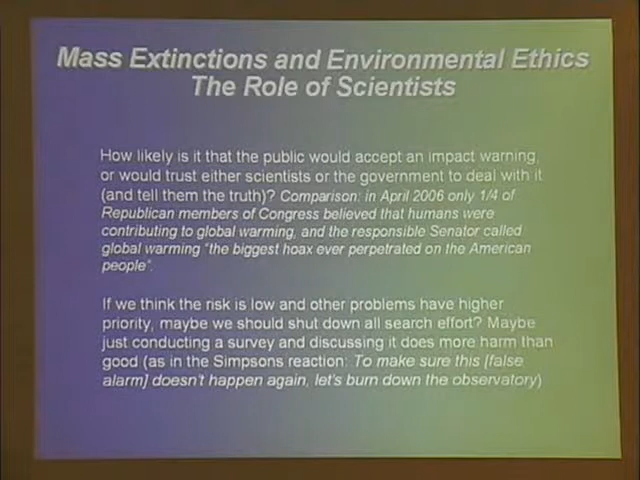 Mass Extinctions and Environmental Ethics
The Role of Scientists
How likely is it that the public would accept an impact warning,
or would trust either scientists or the government to deal with it
(and tell them the truth)? Comparison: in April 2006 only 1/4 of
Republican members of Congress believed that humans were
contributing to global warming, and the responsible Senator called
global warming "the biggest hoax ever perpetrated on the American
people".
If we think the risk is low and other problems have higher
priority, maybe we should shut down all search effort? Maybe
just conducting a survey and discussing it does more harm than
good (as in the Simpsons reaction: To make sure this [false
alarm] doesn't happen again, let's burn down the observatory)